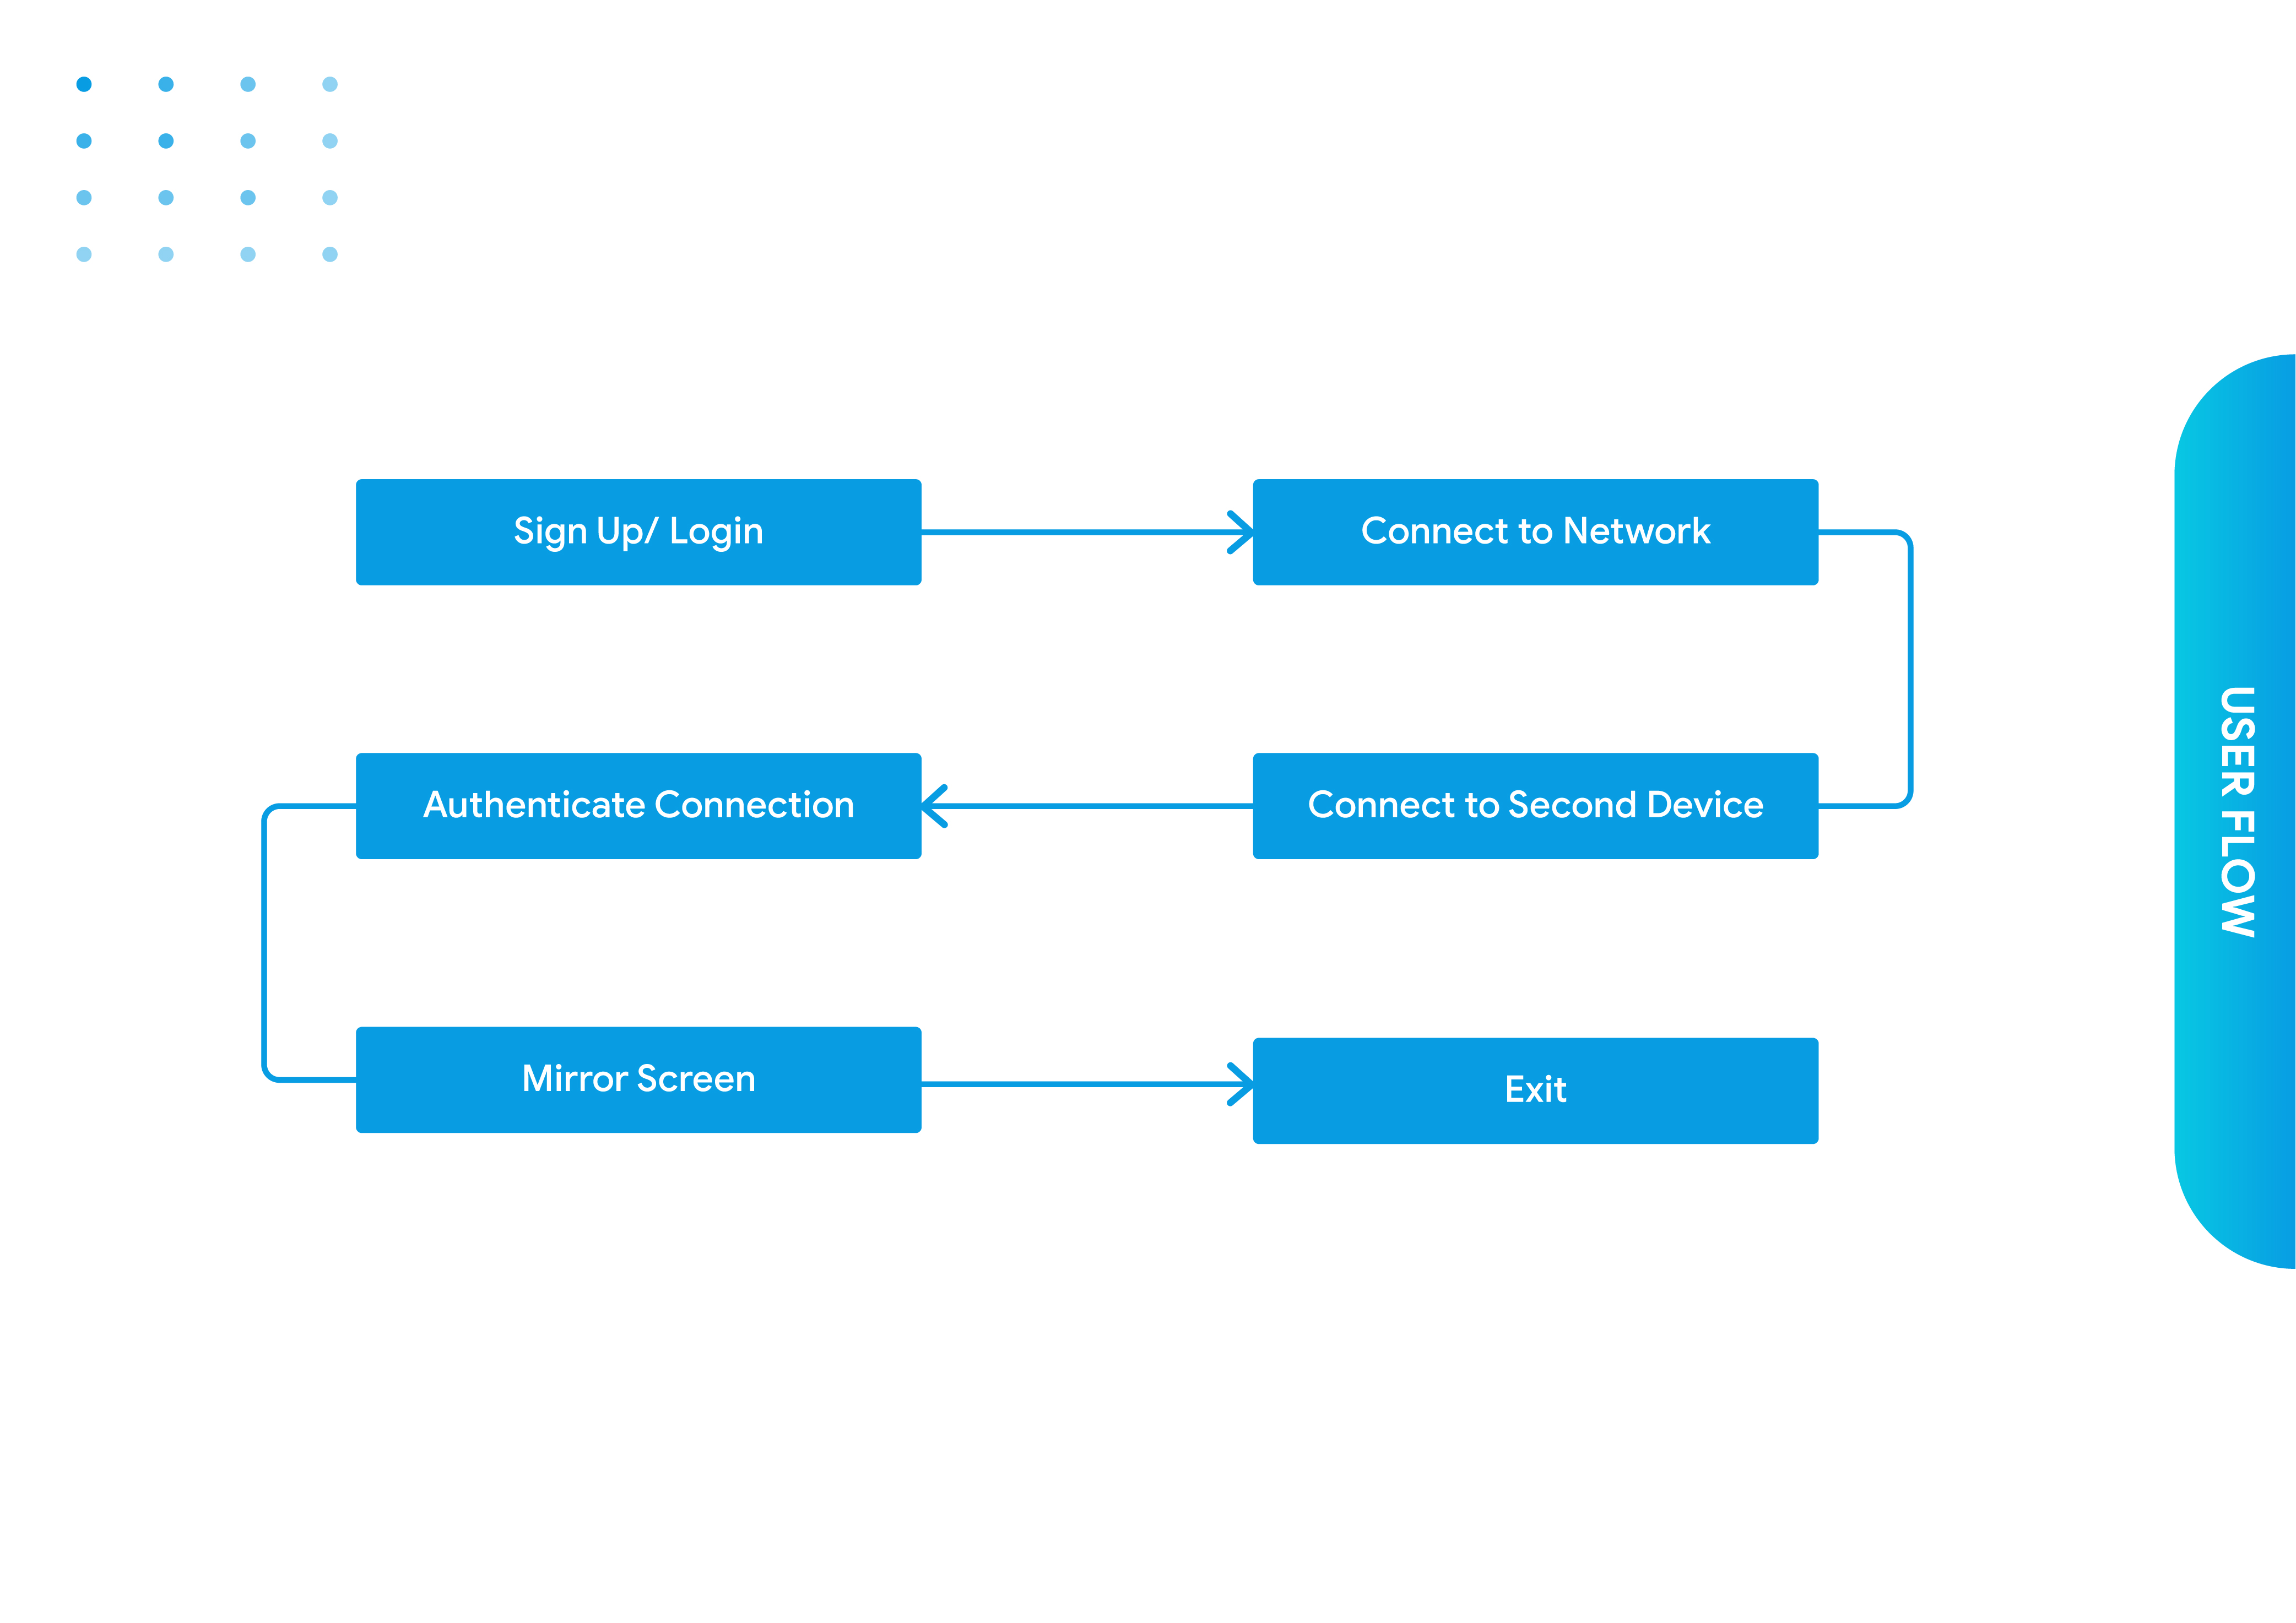 Sign Up/ Login
Connect to Network
Authenticate Connection
Connect to Second Device
Mirror Screen
Exit
USER FLOW